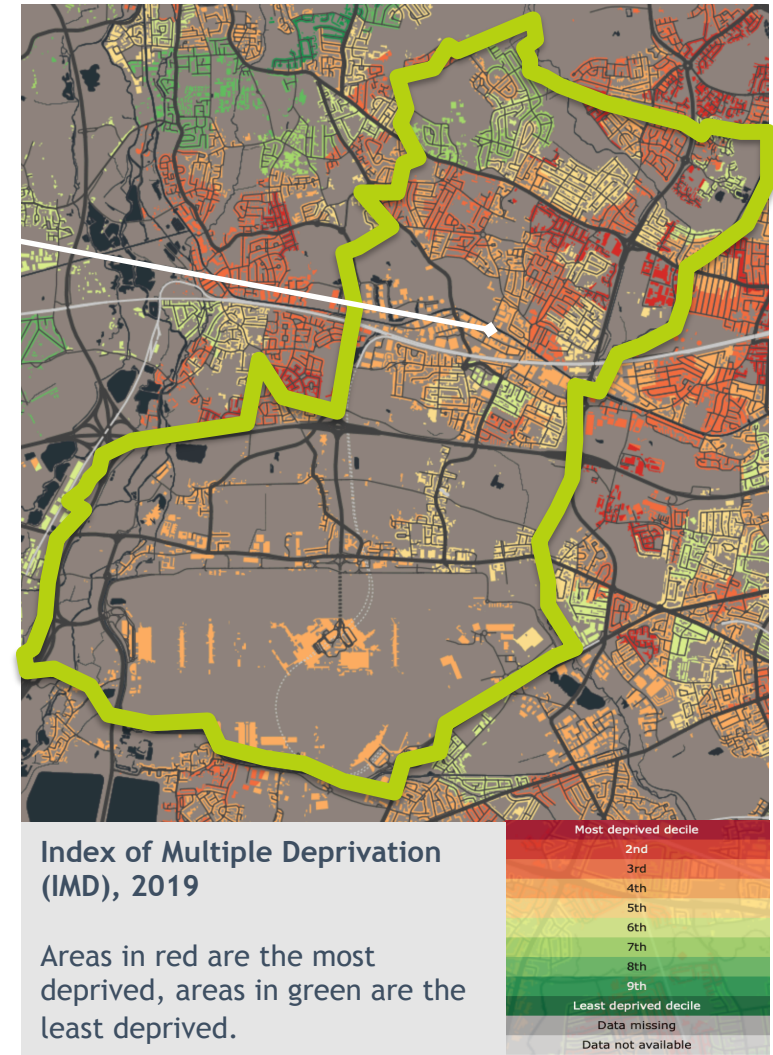 Index of Multiple Deprivation
(IMD), 2019
Areas in red are the most
deprived, areas in green are the
least deprived.
Most deprived decile
2nd
3rd
4th
5th
6th
7th
8th
9th
Least deprived decile
Data missing
Data not available